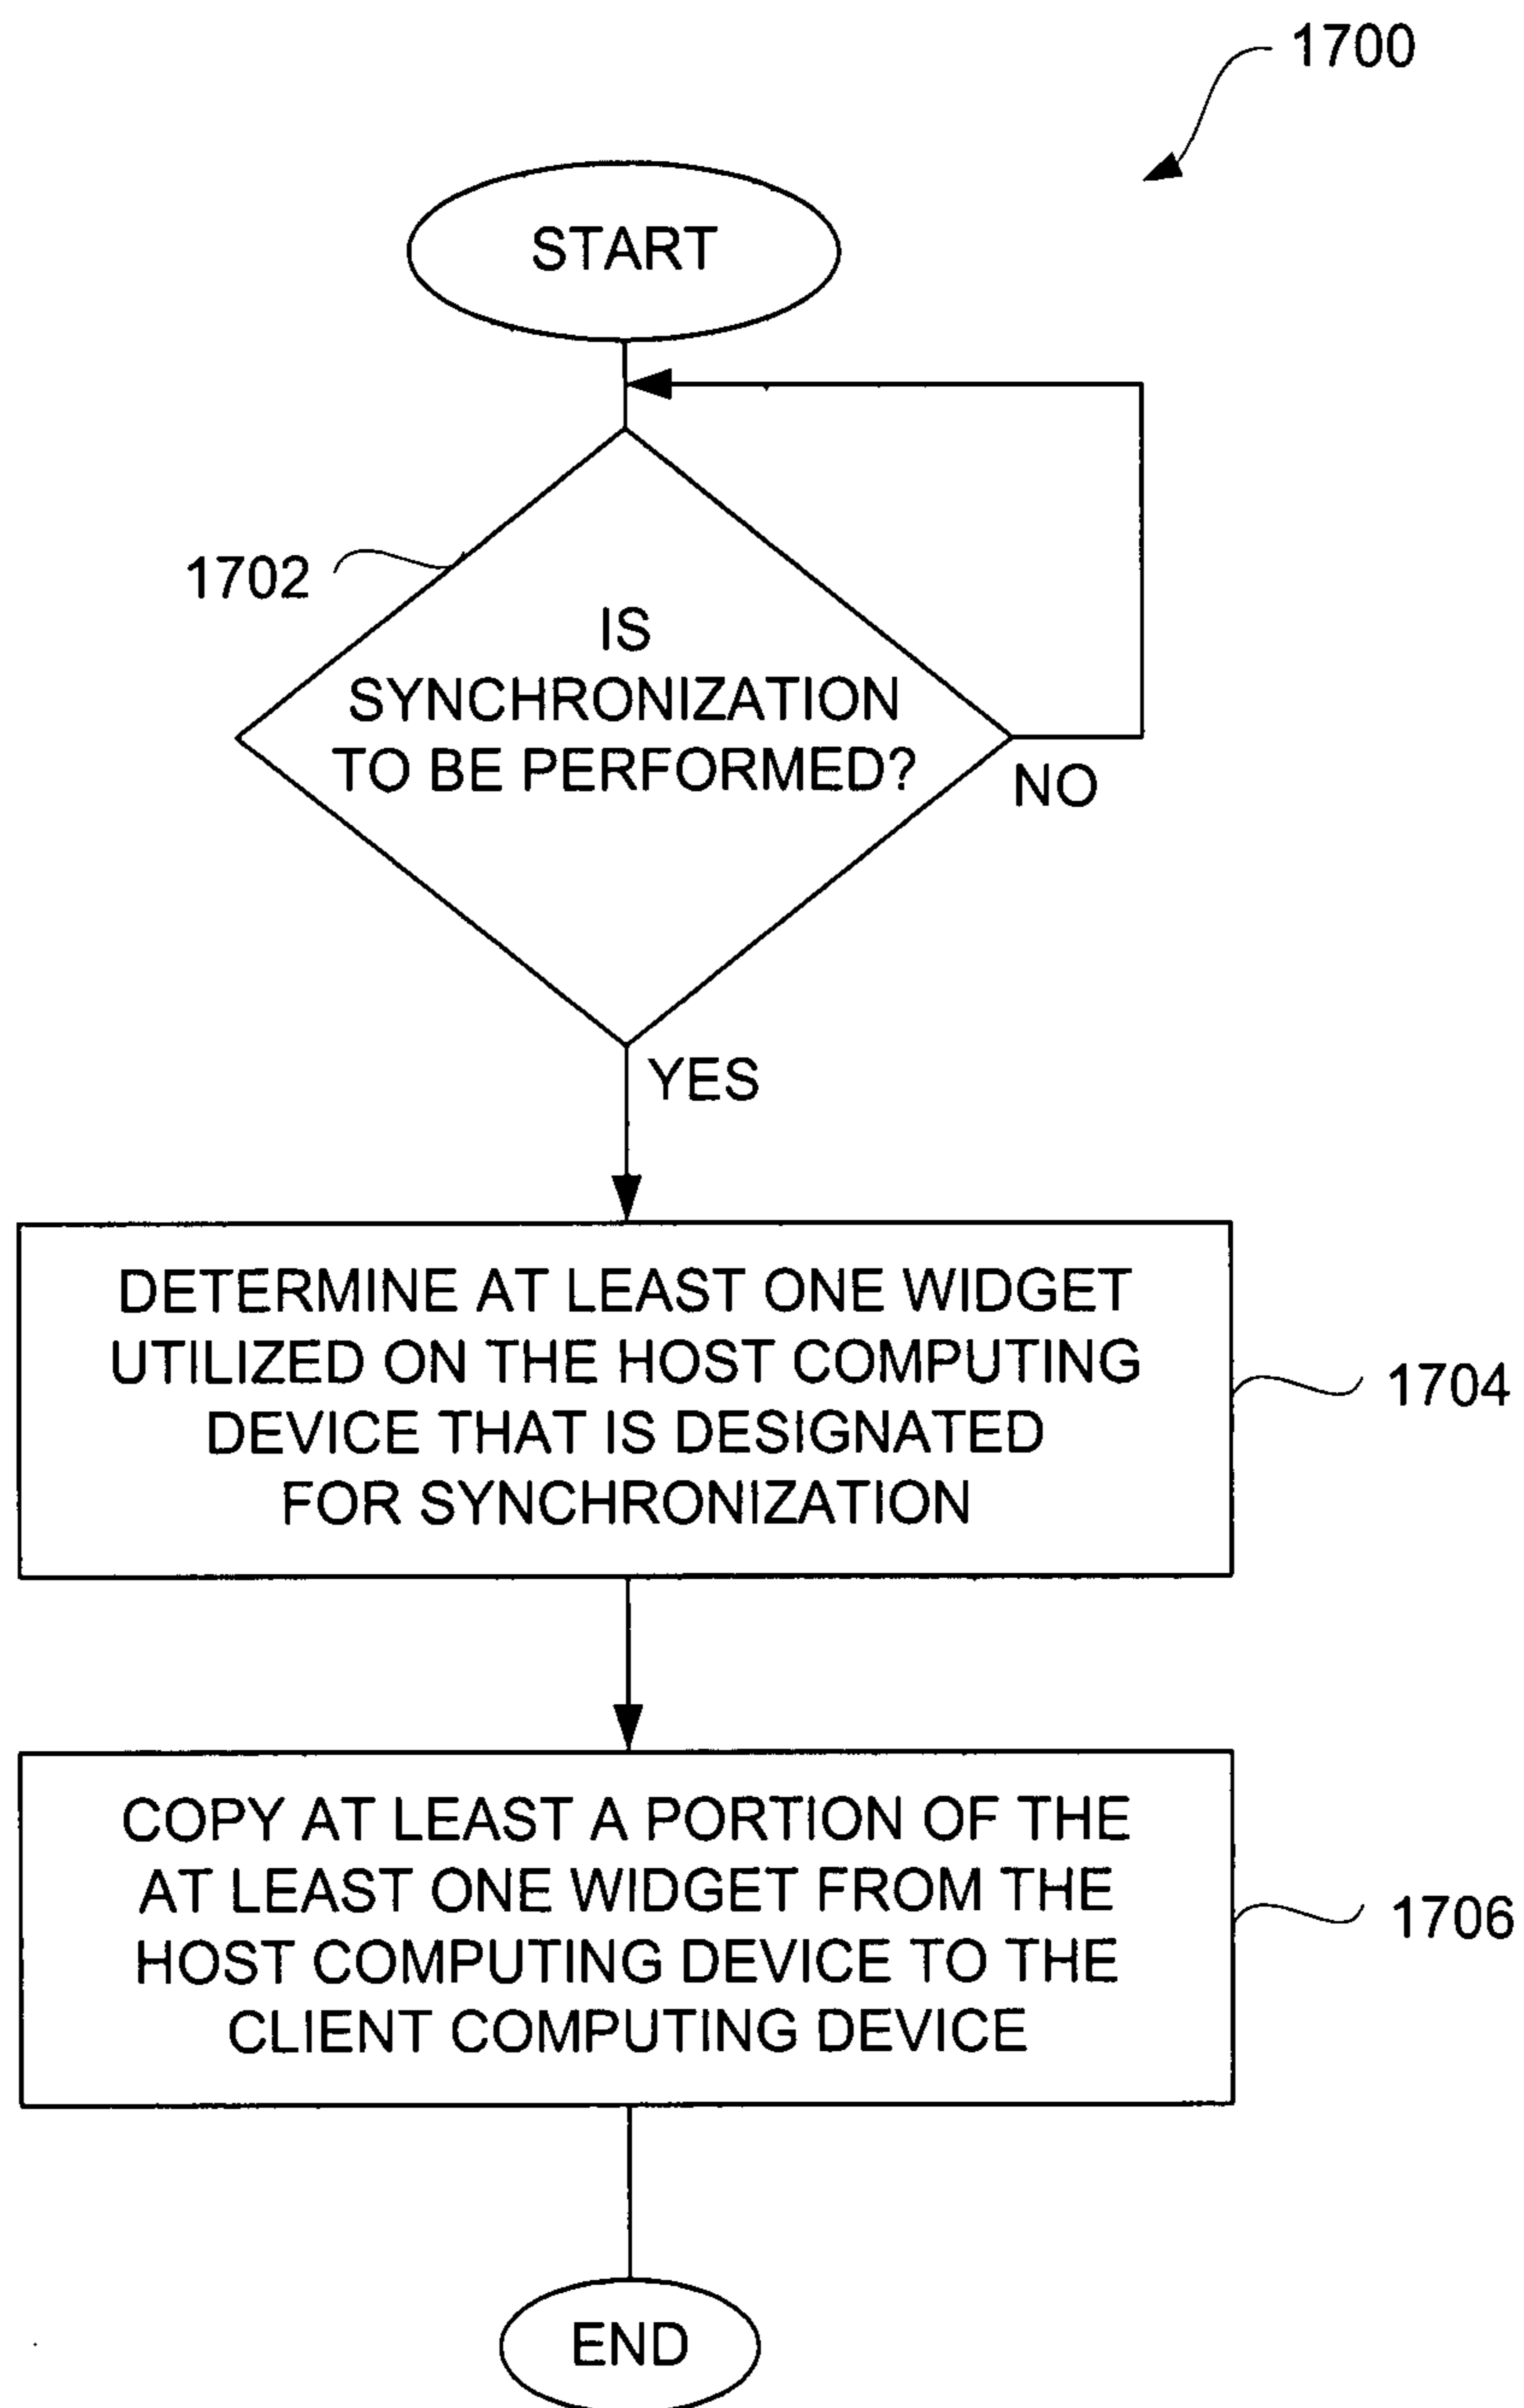 1700
START
1702
IS
SYNCHRONIZATION
TO BE PERFORMED?
NO
YES
DETERMINE AT LEAST ONE WIDGET
UTILIZED ON THE HOST COMPUTING
DEVICE THAT IS DESIGNATED
FOR SYNCHRONIZATION
1704
COPY AT LEAST A PORTION OF THE
AT LEAST ONE WIDGET FROM THE
HOST COMPUTING DEVICE TO THE
CLIENT COMPUTING DEVICE
1706
END